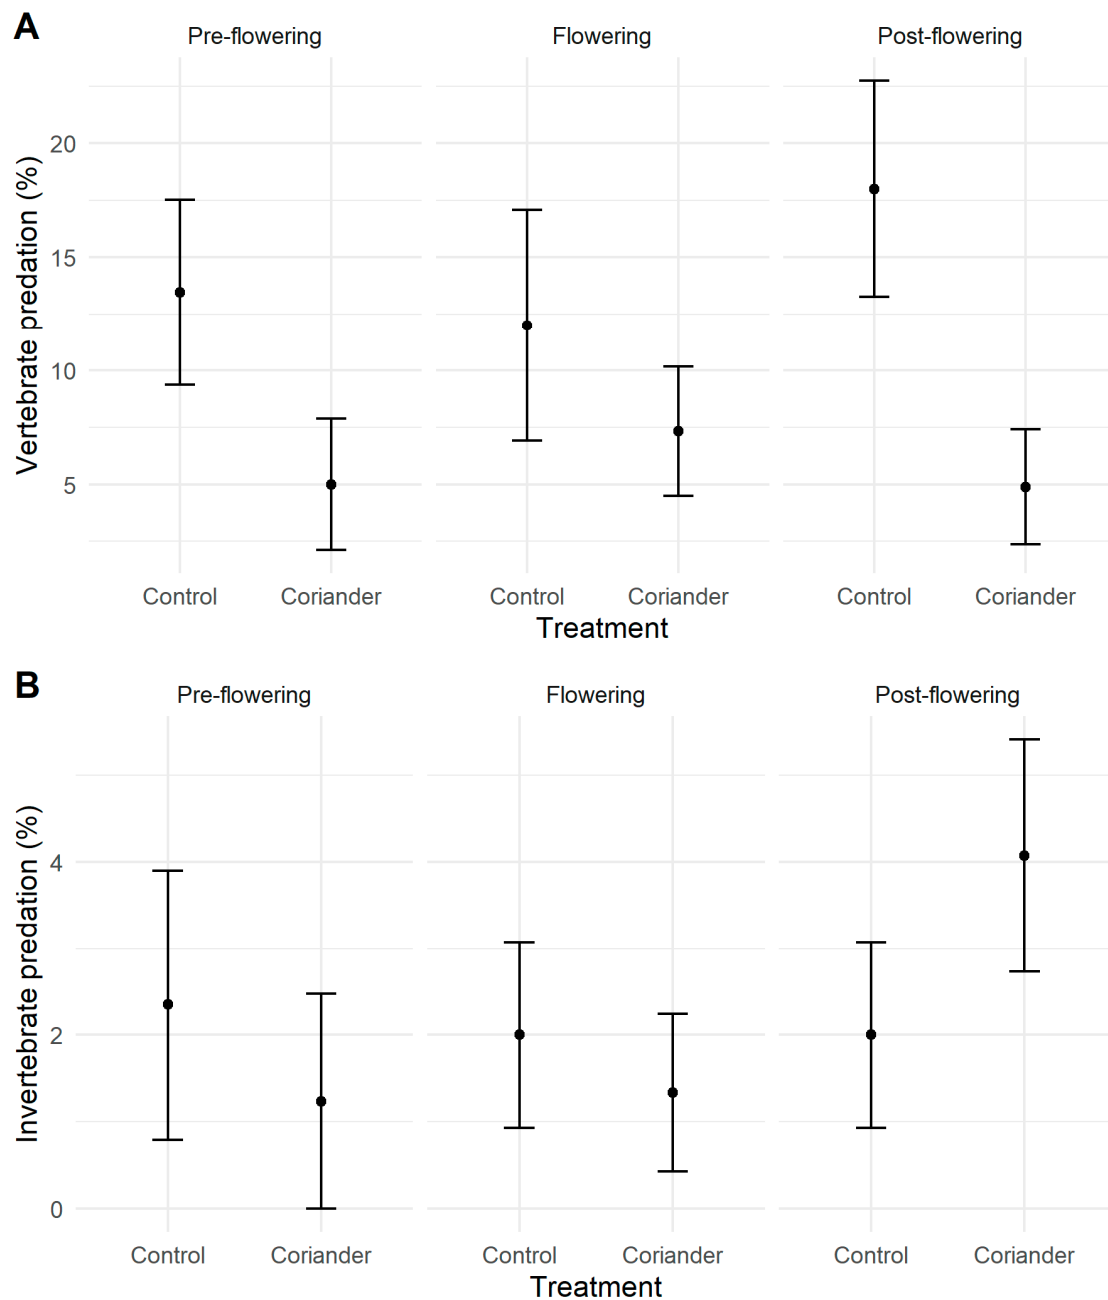 A
Pre-flowering Flowering Post-flowering
Vertebrate predation (%)
20
15
10
5
Control Coriander Control Coriander Control Coriander
Treatment
B
Pre-flowering Flowering Post-flowering
Invertebrate predation (%)
4
2
0
Control Coriander Control Coriander Control Coriander
Treatment